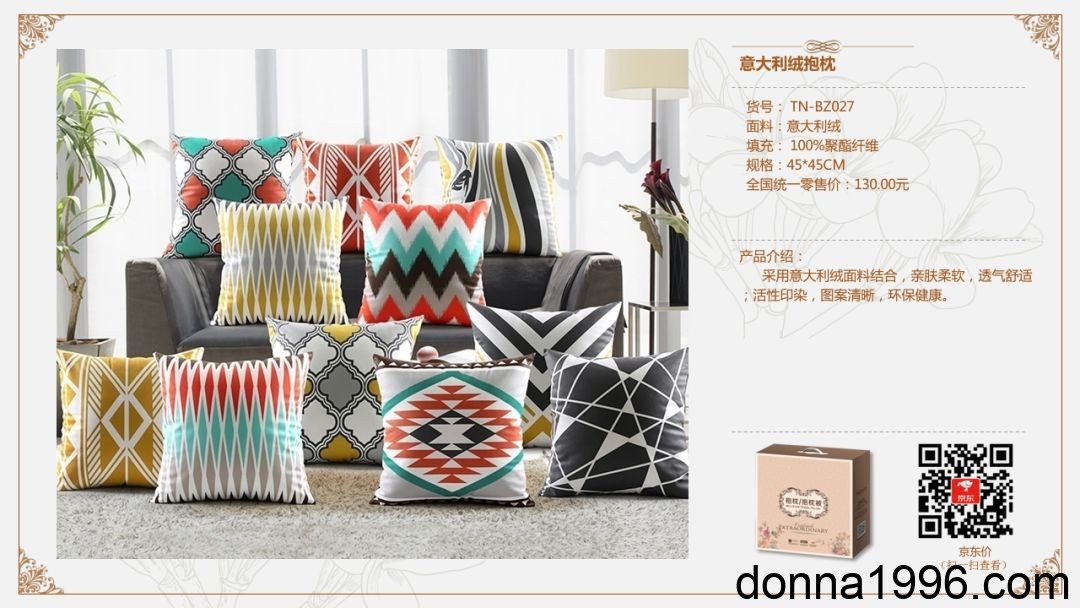 意大利绒抱枕
货号： TN-BZ027
面料：意大利绒
填充： 100%聚酯纤维
规格：45*45CM
全国统一零售价：130.00元
产品介绍：
采用意大利绒面料结合，亲肤柔软，透气舒适
；活性印染，图案清晰，环保健康。
抱枕/抱枕被
EXTRAORDINARY
京东
京东价
（扫一扫查看）
donna1996.com